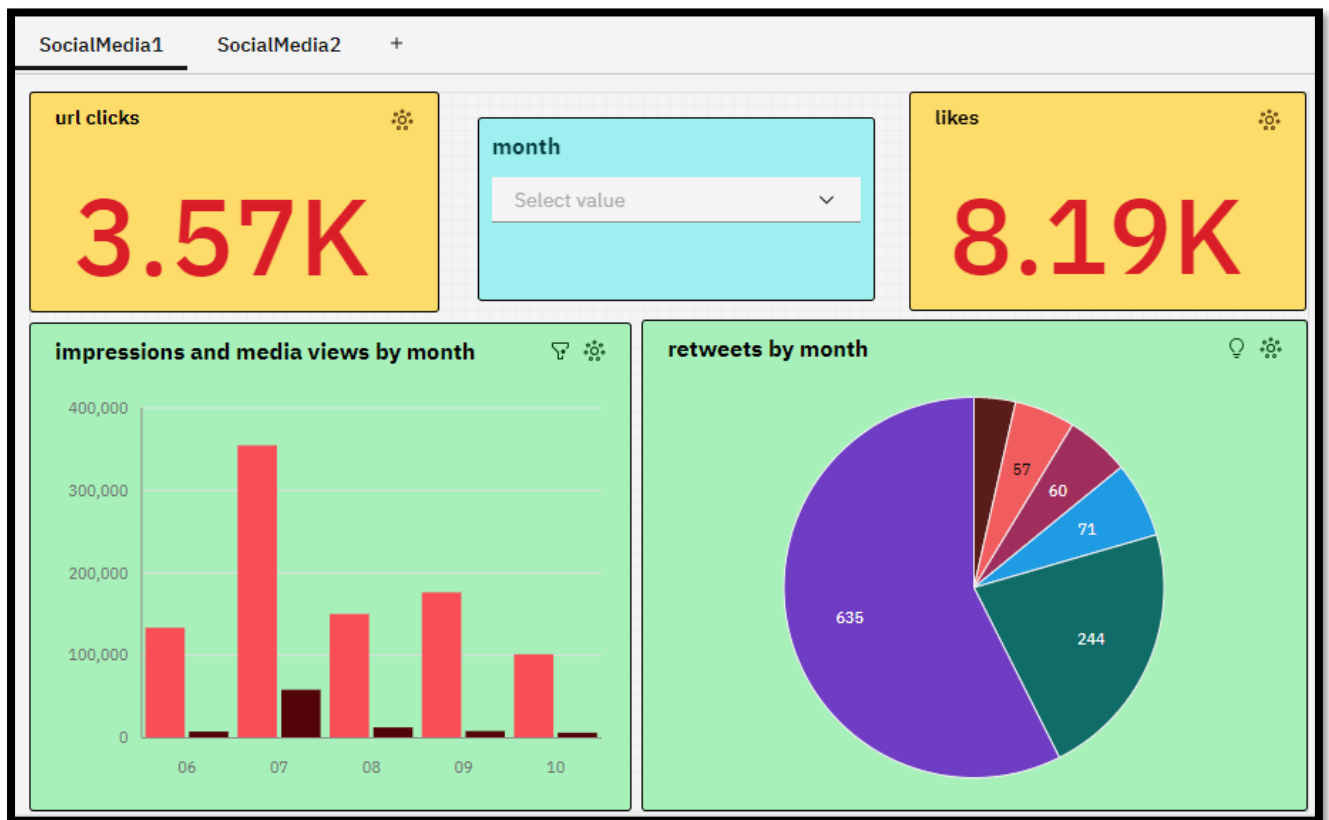 SocialMedia1 SocialMedia2 +
url clicks
3.57K
month
Select value
likes
8.19K
impressions and media views by month
400,000
300,000
200,000
100,000
0
06 07 08 09 10
retweets by month
57
60
71
244
635